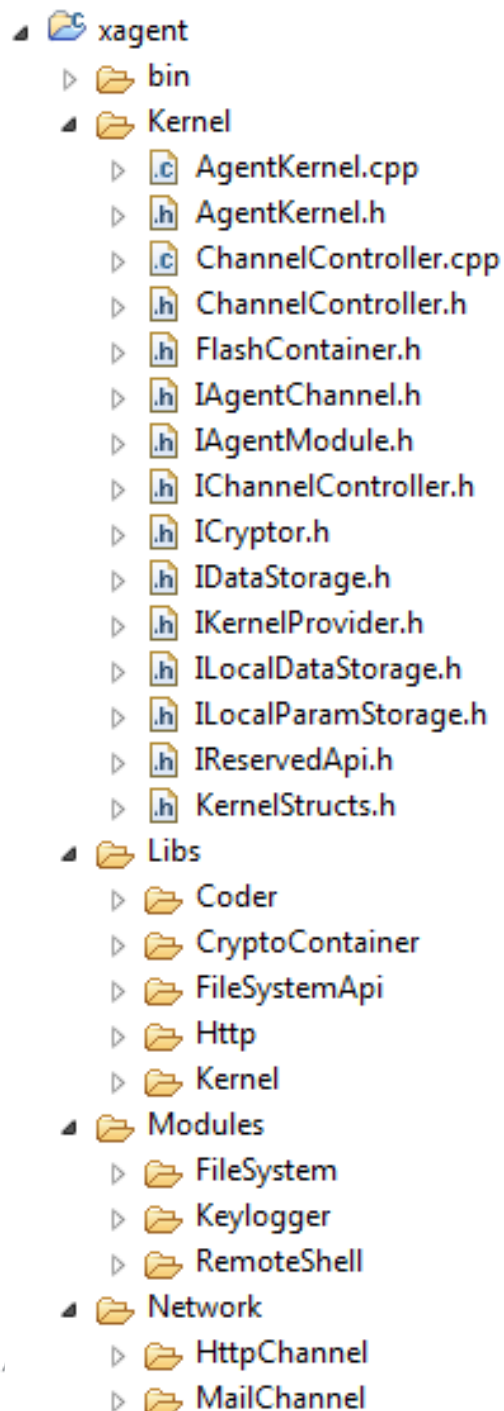 xagent
bin
Kernel
AgentKernel.cpp
AgentKernel.h
ChannelController.cpp
ChannelController.h
FlashContainer.h
IAgentChannel.h
IAgentModule.h
IChannelController.h
ICryptor.h
IDataStorage.h
IKernelProvider.h
ILocalDataStorage.h
ILocalParamStorage.h
IReservedApi.h
KernelStructs.h
Libs
Coder
CryptoContainer
FileSystemApi
Http
Kernel
Modules
FileSystem
Keylogger
RemoteShell
Network
HttpChannel
MailChannel